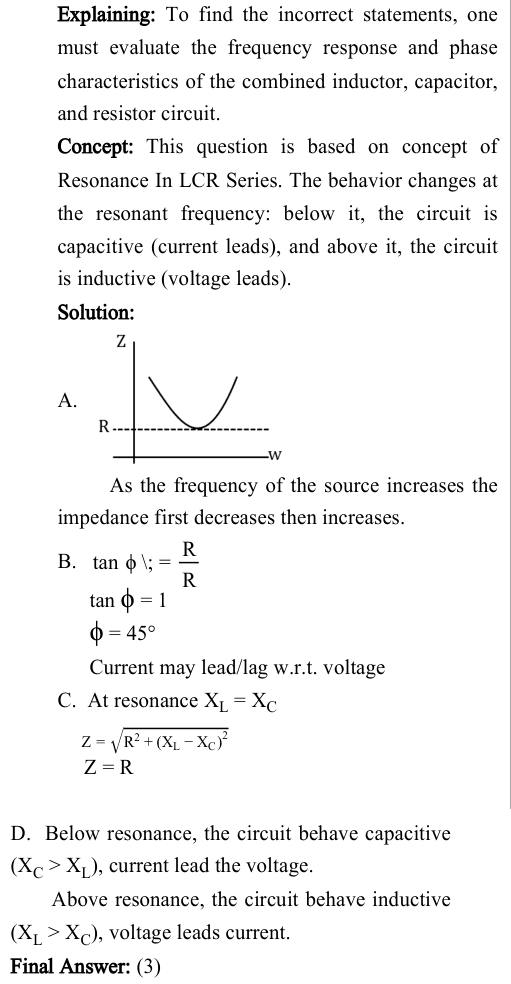 Explaining: To find the incorrect statements, one
must evaluate the frequency response and phase
characteristics of the combined inductor, capacitor,
and resistor circuit.
Concept: This question is based on concept of
Resonance In LCR Series. The behavior changes at
the resonant frequency: below it, the circuit is
capacitive (current leads), and above it, the circuit
is inductive (voltage leads).
Solution:
Z
A.
R
w
As the frequency of the source increases the
impedance first decreases then increases.
B. tan ϕ \; = R/R
tan ϕ = 1
ϕ = 45°
Current may lead/lag w.r.t. voltage
C. At resonance X_L = X_C
Z = √(R² + (X_L − X_C)²)
Z = R
D. Below resonance, the circuit behave capacitive
(X_C > X_L), current lead the voltage.
Above resonance, the circuit behave inductive
(X_L > X_C), voltage leads current.
Final Answer: (3)